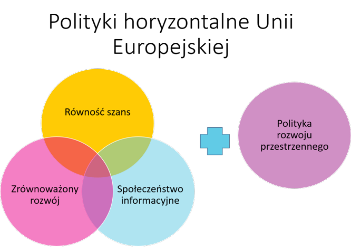 Polityki horyzontalne Unii
Europejskiej
Równość szans
Polityka
rozwoju
przestrzennego
Zrównoważony
rozwój
Społeczeństwo
informacyjne